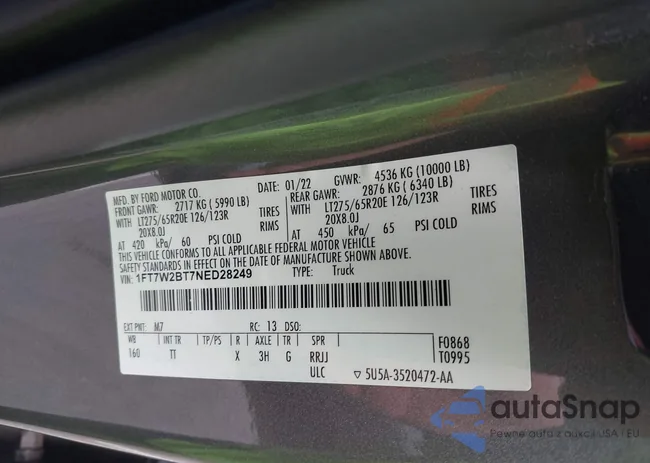 MFD. BY FORD MOTOR CO.
DATE: 01/22 GVWR: 4536 KG (10000 LB)
FRONT GAWR: 2717 KG (5990 LB) REAR GAWR: 2876 KG (6340 LB)
WITH LT275/65R20E 126/123R TIRES WITH LT275/65R20E 126/123R TIRES
20X8.0J RIMS 20X8.0J RIMS
AT 420 kPa/ 60 PSI COLD AT 450 kPa/ 65 PSI COLD
THIS VEHICLE CONFORMS TO ALL APPLICABLE FEDERAL MOTOR VEHICLE
SAFETY STANDARDS IN EFFECT ON THE DATE OF MANUFACTURE SHOWN ABOVE.
VIN: 1FT7W2BT7NED28249 TYPE: Truck
EXT PNT: M7 RC: 13 DSO:
WB INT TR TP/PS R AXLE TR SPR F0868
160 TT X 3H G RRJJ T0995
ULC ▽ 5U5A-3520472-AA
autaSnap
Pewne auta z aukcji USA / EU